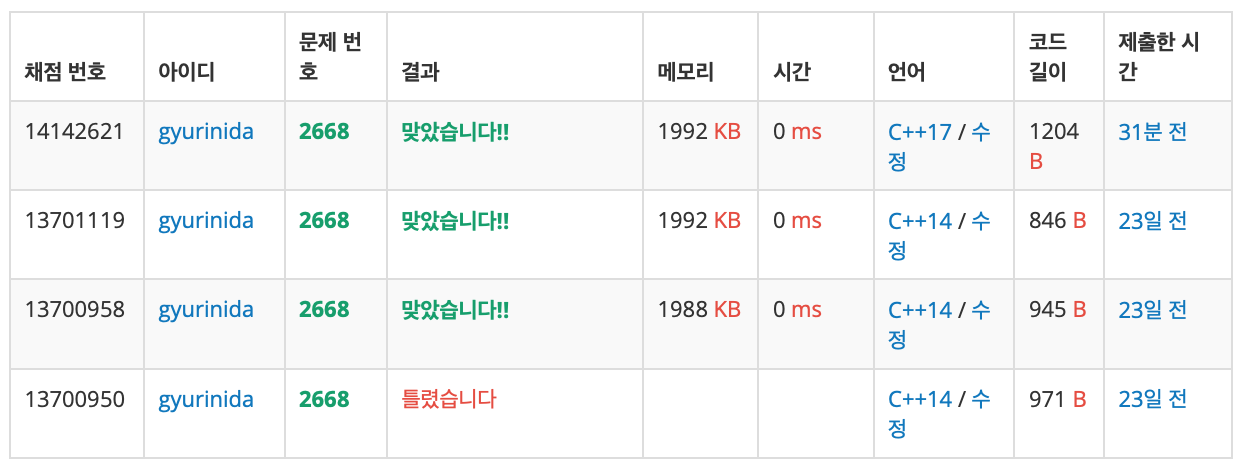 채점 번호 아이디 문제 번호 결과 메모리 시간 언어 코드 길이 제출한 시간
14142621 gyurinida 2668 맞았습니다!! 1992 KB 0 ms C++17 / 수정 1204 B 31분 전
13701119 gyurinida 2668 맞았습니다!! 1992 KB 0 ms C++14 / 수정 846 B 23일 전
13700958 gyurinida 2668 맞았습니다!! 1988 KB 0 ms C++14 / 수정 945 B 23일 전
13700950 gyurinida 2668 틀렸습니다 C++14 / 수정 971 B 23일 전